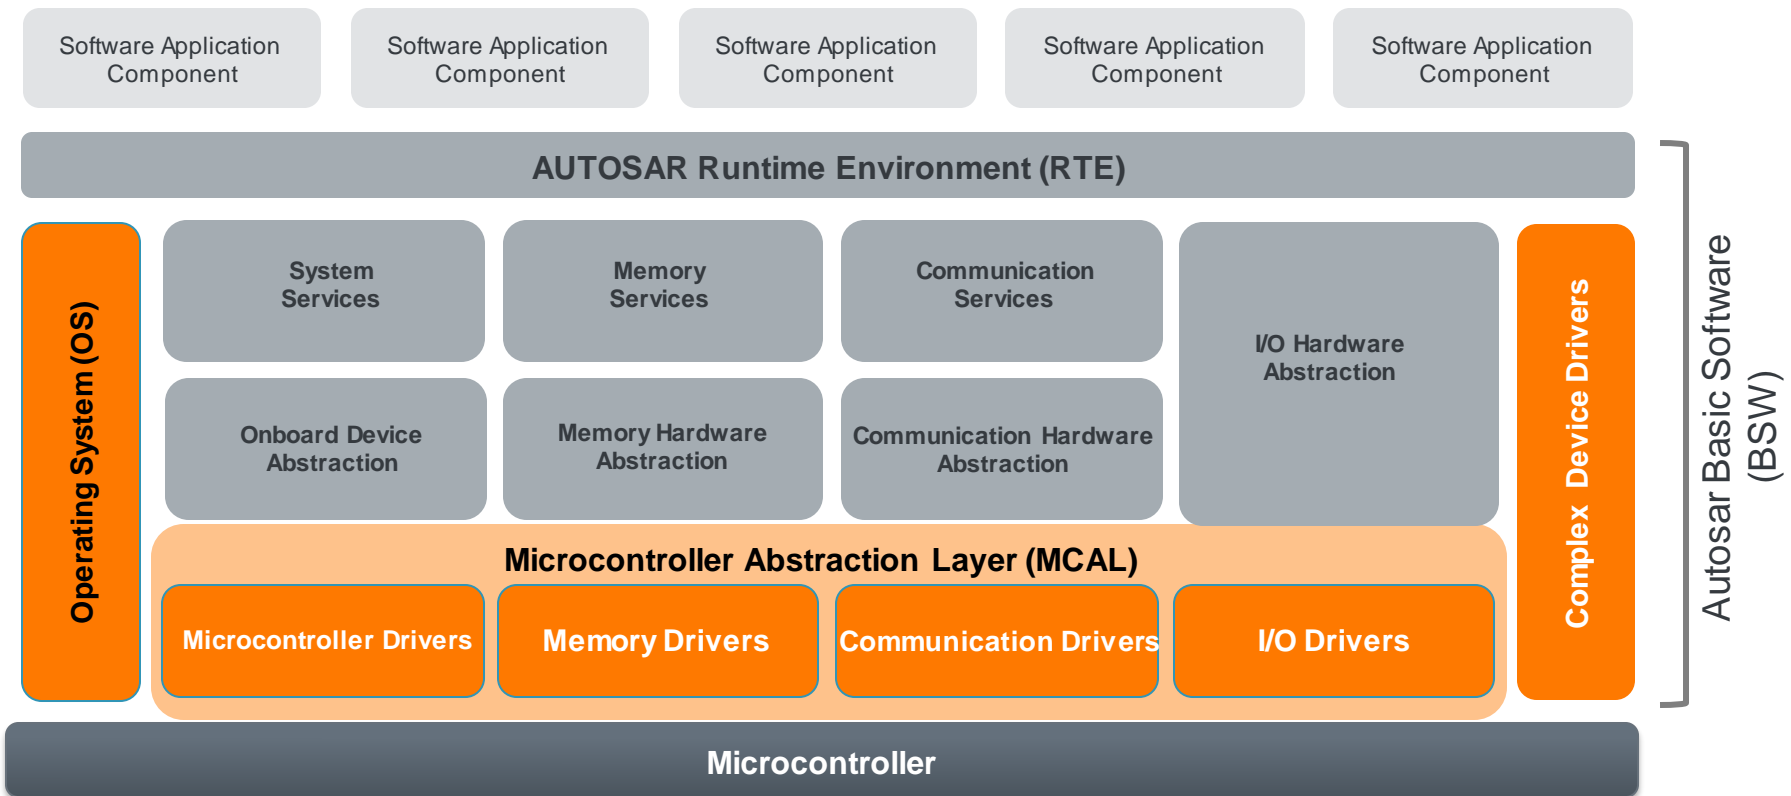 Software Application
Component
Software Application
Component
Software Application
Component
Software Application
Component
Software Application
Component
AUTOSAR Runtime Environment (RTE)
Operating System (OS)
System
Services
Memory
Services
Communication
Services
I/O Hardware
Abstraction
Onboard Device
Abstraction
Memory Hardware
Abstraction
Communication Hardware
Abstraction
Complex Device Drivers
Autosar Basic Software
(BSW)
Microcontroller Abstraction Layer (MCAL)
Microcontroller Drivers
Memory Drivers
Communication Drivers
I/O Drivers
Microcontroller